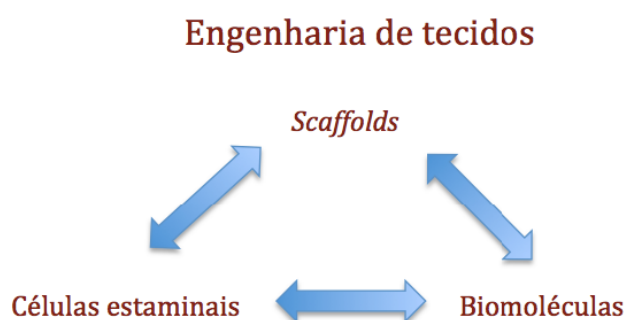 Engenharia de tecidos
Scaffolds
Células estaminais
Biomoléculas